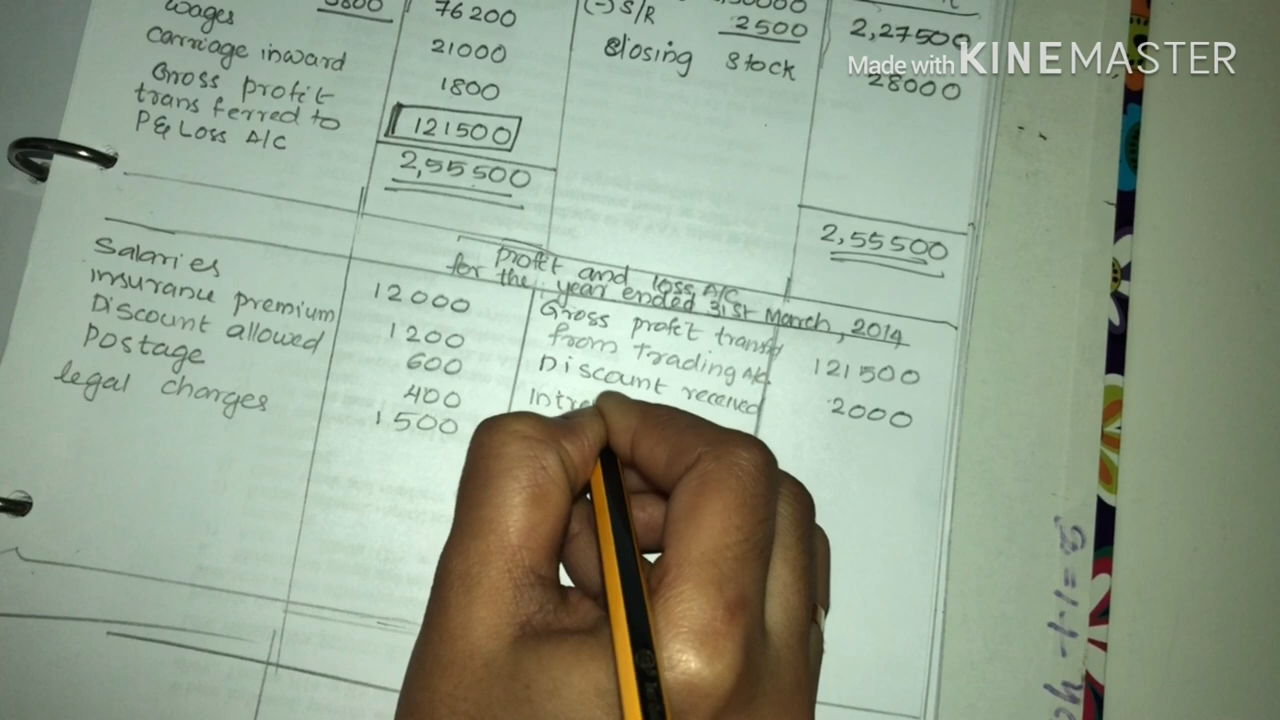 wages 76200 (-) S/R 2500 2,27500
carriage inward 21000 closing stock 28000
Gross profit 1800
transferred to
P& Loss A/C 121500
2,55500
2,55500
Profit and loss A/C
for the year ended 31st March, 2014
Salaries 12000 Gross profit
insurance premium 1200 from trading A/c 121500
Discount allowed 600 Discount received 2000
Postage 400
legal charges 1500
Made with KINEMASTER